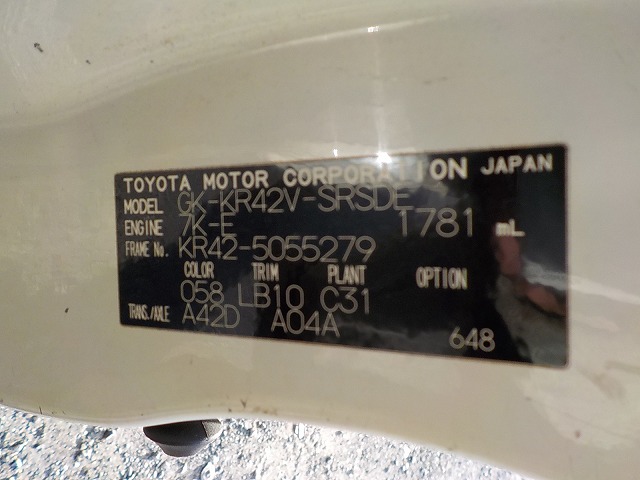 TOYOTA MOTOR CORPORATION JAPAN
MODEL GK-KR42V-SRSDE
ENGINE 7K-E 1781 mL
FRAME No. KR42-5055279
COLOR TRIM PLANT OPTION
058 LB10 C31
TRANS./AXLE A42D A04A
648